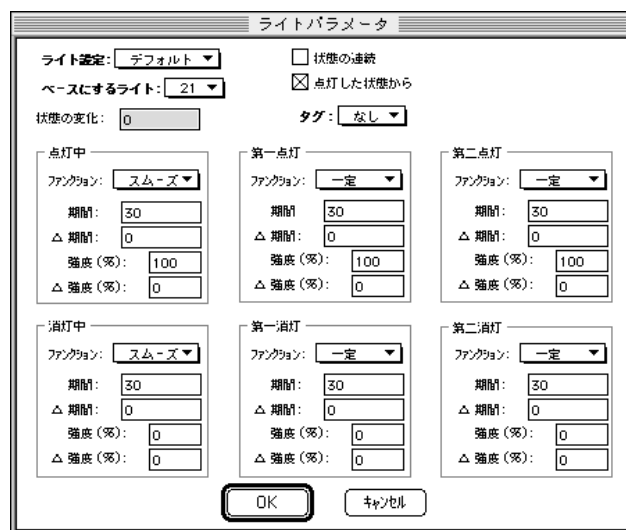 ライトパラメータ
ライト設定: デフォルト
状態の連続
ベースにするライト: 21
点灯した状態から
状態の変化: 0
タグ: なし
点灯中
ファンクション: スムーズ
期間: 30
△ 期間: 0
強度(%): 100
△ 強度(%): 0
第一点灯
ファンクション: 一定
期間 30
△ 期間: 0
強度(%): 100
△ 強度(%): 0
第二点灯
ファンクション: 一定
期間: 30
△ 期間: 0
強度(%): 100
△ 強度(%): 0
消灯中
ファンクション: スムーズ
期間: 30
△ 期間: 0
強度(%): 0
△ 強度(%): 0
第一消灯
ファンクション: 一定
期間: 30
△ 期間: 0
強度(%): 0
△ 強度(%): 0
第二消灯
ファンクション: 一定
期間: 30
△ 期間: 0
強度(%): 0
△ 強度(%): 0
OK
キャンセル